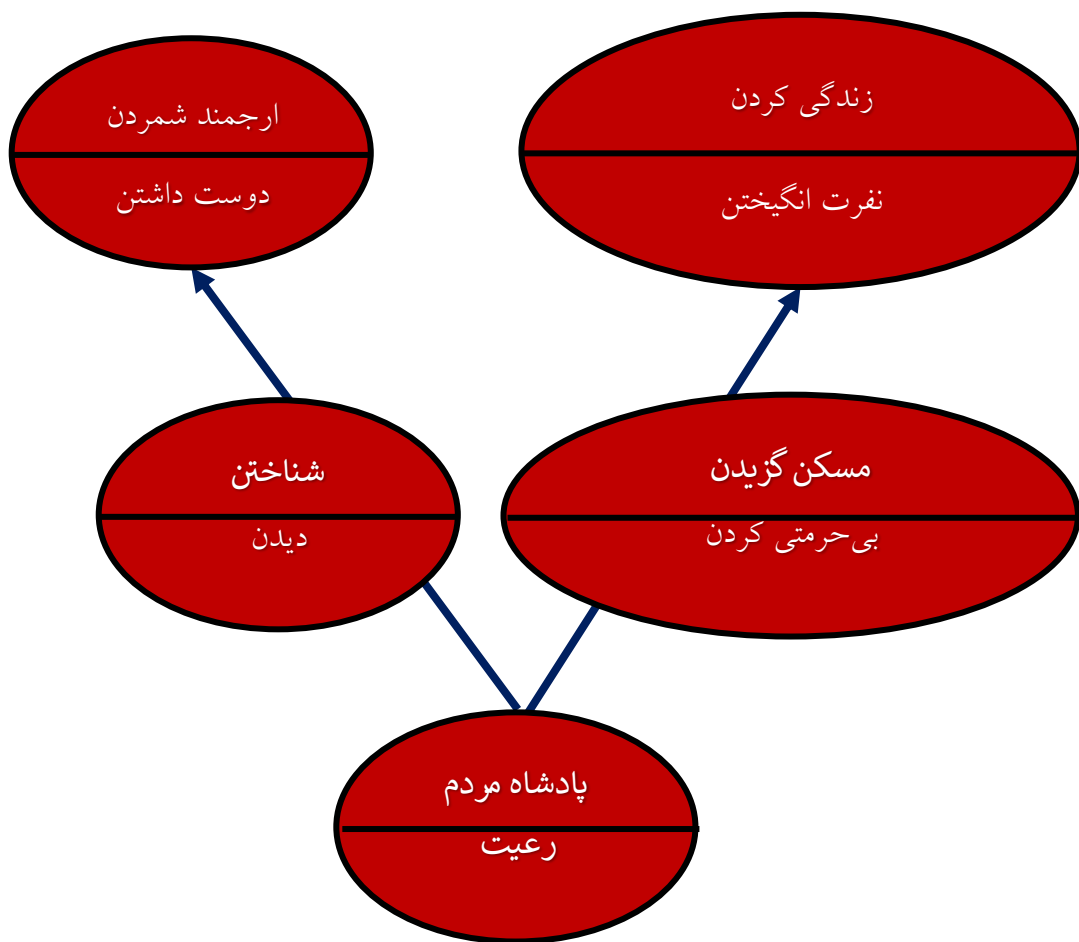 زندگی کردن
نفرت انگیختن
ارجمند شمردن
دوست داشتن
مسکن گزیدن
بی‌حرمتی کردن
شناختن
دیدن
پادشاه مردم
رعیت